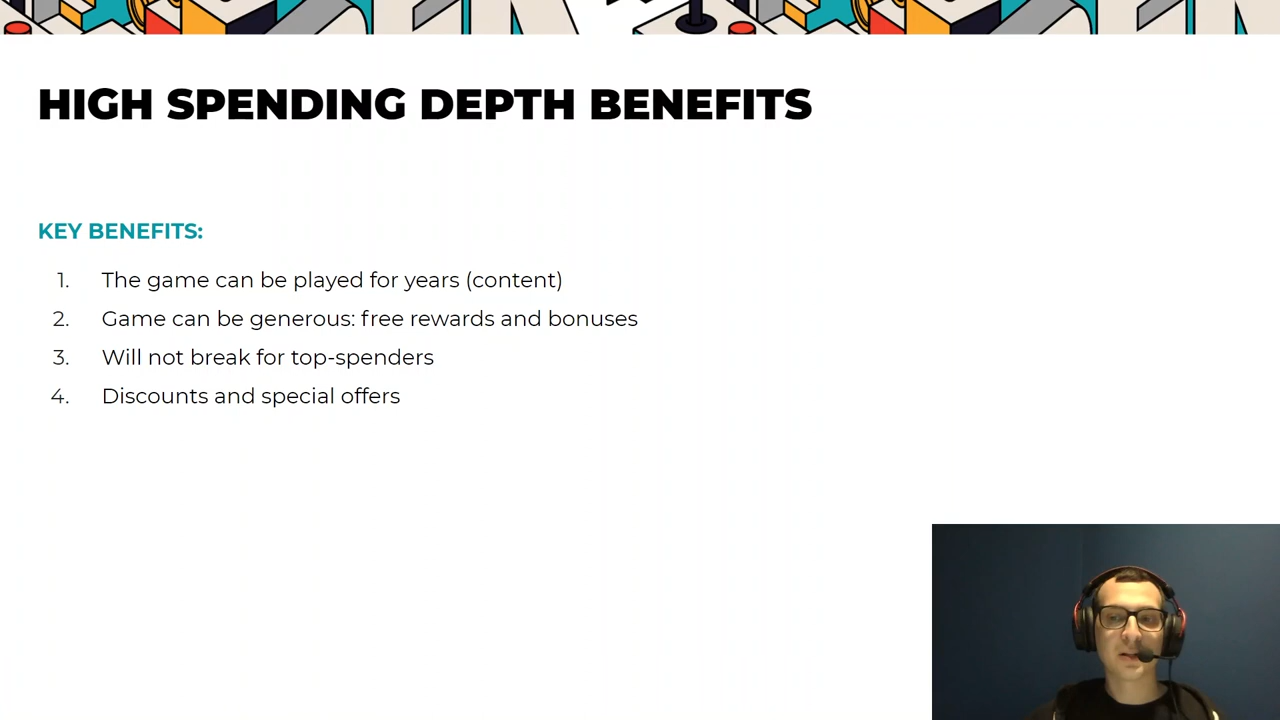 HIGH SPENDING DEPTH BENEFITS
KEY BENEFITS:
1. The game can be played for years (content)
2. Game can be generous: free rewards and bonuses
3. Will not break for top-spenders
4. Discounts and special offers